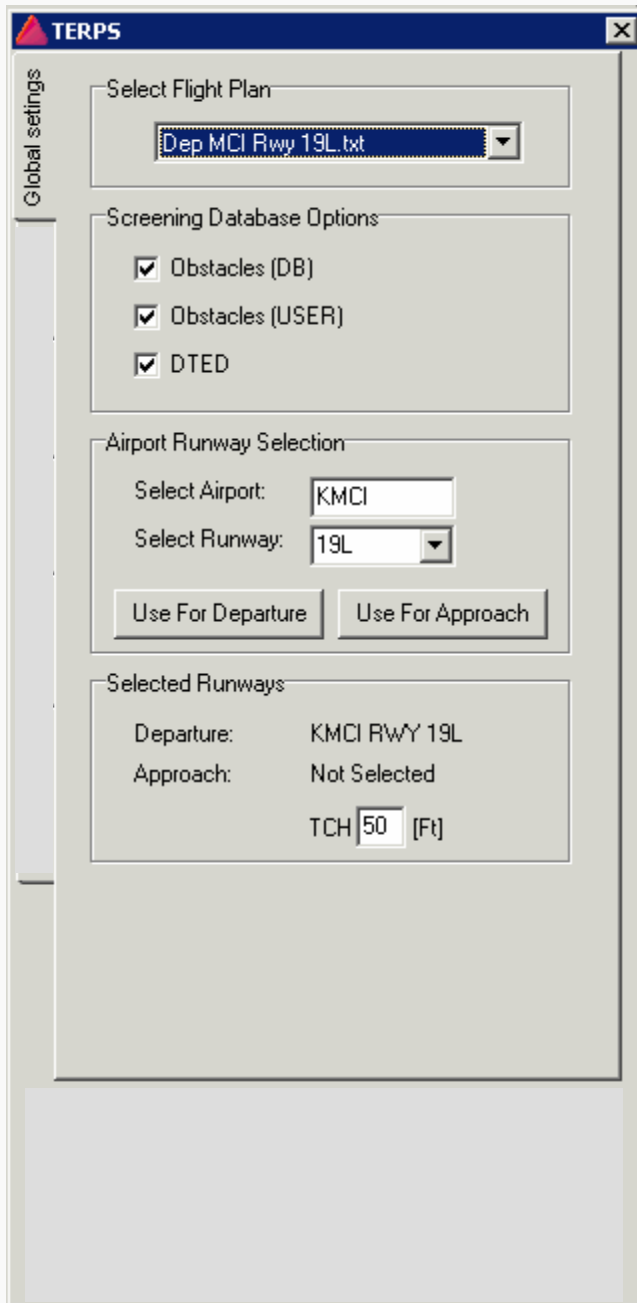 TERPS
Global setings
Select Flight Plan
Dep MCI Rwy 19L.txt
Screening Database Options
Obstacles (DB)
Obstacles (USER)
DTED
Airport Runway Selection
Select Airport: KMCI
Select Runway: 19L
Use For Departure Use For Approach
Selected Runways
Departure: KMCI RWY 19L
Approach: Not Selected
TCH 50 [Ft]